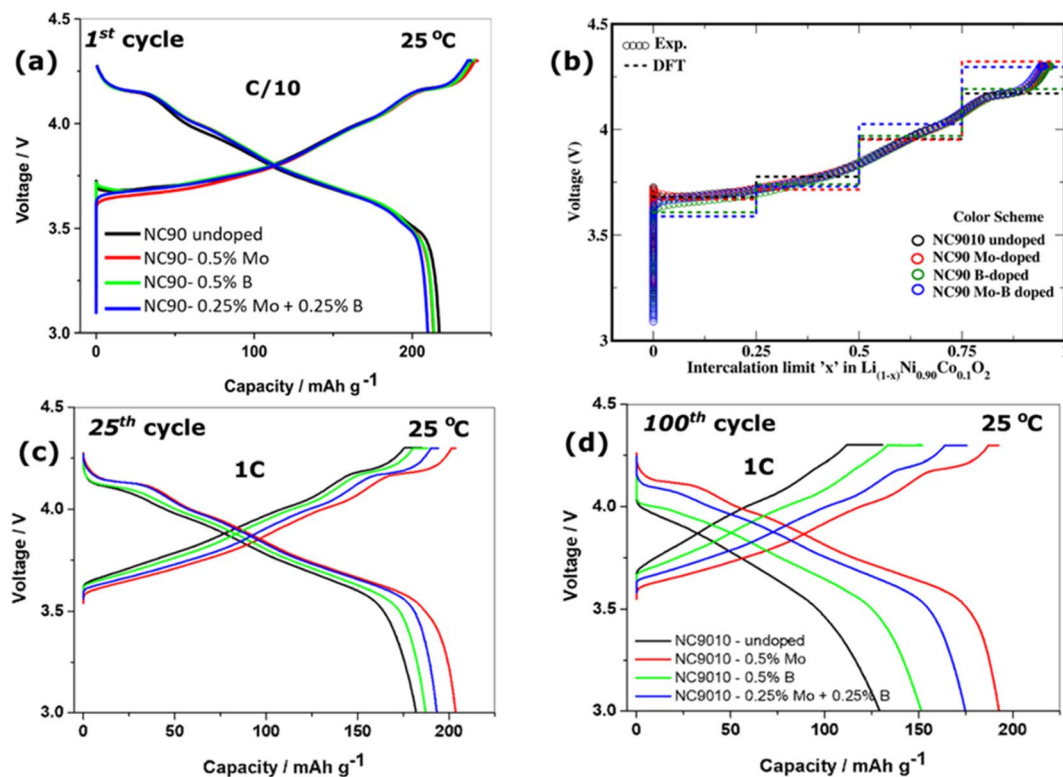 (a)
1st cycle
25 °C
C/10
4.5
4.0
3.5
3.0
Voltage / V
NC90 undoped
NC90- 0.5% Mo
NC90- 0.5% B
NC90- 0.25% Mo + 0.25% B
0
100
200
Capacity / mAh g-1
(b)
Exp.
DFT
4.5
4
3.5
3
Voltage (V)
Color Scheme
NC9010 undoped
NC90 Mo-doped
NC90 B-doped
NC90 Mo-B doped
0
0.25
0.5
0.75
Intercalation limit 'x' in Li(1-x)Ni0.90Co0.1O2
(c)
25th cycle
25 °C
1C
4.5
4.0
3.5
3.0
Voltage / V
0
50
100
150
200
Capacity / mAh g-1
(d)
100th cycle
25 °C
1C
4.5
4.0
3.5
3.0
Voltage / V
NC9010 - undoped
NC9010 - 0.5% Mo
NC9010 - 0.5% B
NC9010 - 0.25% Mo + 0.25% B
0
50
100
150
200
Capacity / mAh g-1